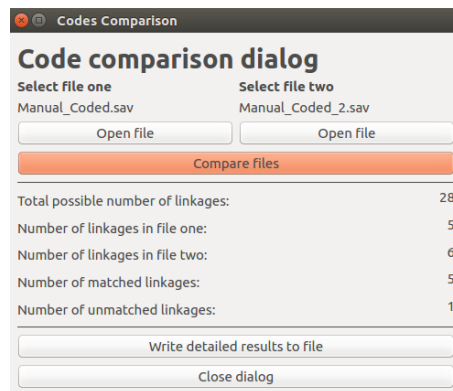 Codes Comparison
Code comparison dialog
Select file one Select file two
Manual_Coded.sav Manual_Coded_2.sav
Open file Open file
Compare files
Total possible number of linkages: 28
Number of linkages in file one: 5
Number of linkages in file two: 6
Number of matched linkages: 5
Number of unmatched linkages: 1
Write detailed results to file
Close dialog